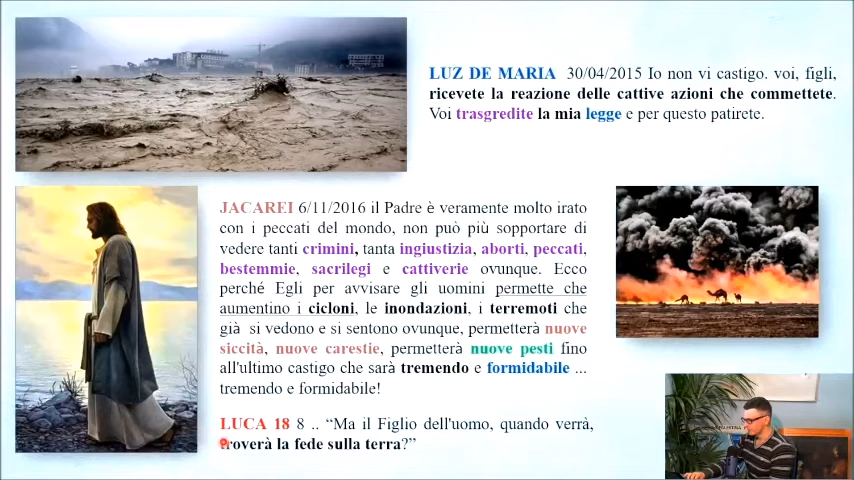 LUZ DE MARIA 30/04/2015 Io non vi castigo. voi, figli,
ricevete la reazione delle cattive azioni che commettete.
Voi trasgredite la mia legge e per questo patirete.
JACAREI 6/11/2016 il Padre è veramente molto irato
con i peccati del mondo, non può più sopportare di
vedere tanti crimini, tanta ingiustizia, aborti, peccati,
bestemmie, sacrilegi e cattiverie ovunque. Ecco
perché Egli per avvisare gli uomini permette che
aumentino i cicloni, le inondazioni, i terremoti che
già si vedono e si sentono ovunque, permetterà nuove
siccità, nuove carestie, permetterà nuove pesti fino
all'ultimo castigo che sarà tremendo e formidabile ...
tremendo e formidabile!
LUCA 18 8 .. “Ma il Figlio dell'uomo, quando verrà,
troverà la fede sulla terra?”